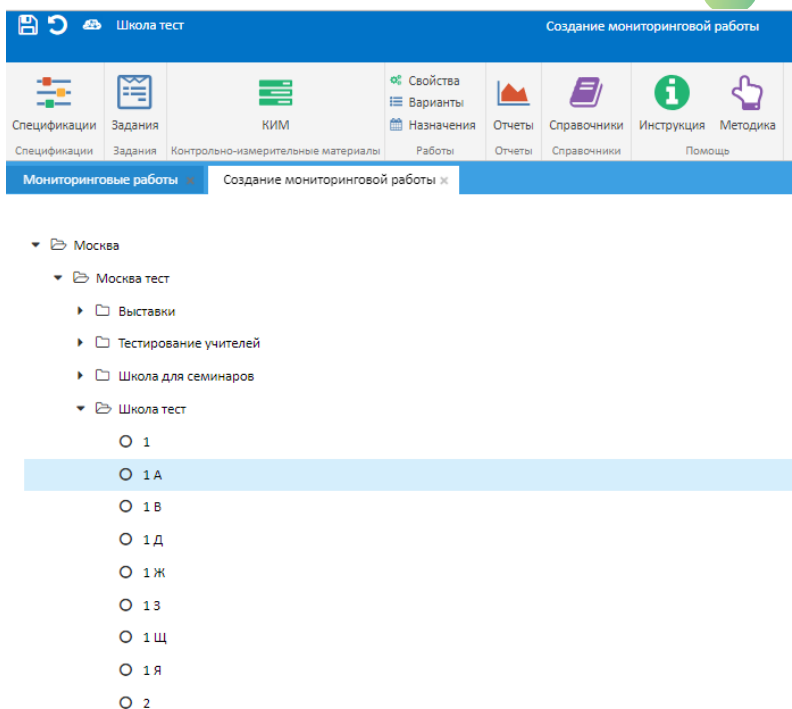 Школа тест
Создание мониторинговой работы
Свойства
Варианты
Спецификации Задания КИМ Назначения Отчеты Справочники Инструкция Методика
Спецификации Задания Контрольно-измерительные материалы Работы Отчеты Справочники Помощь
Мониторинговые работы × Создание мониторинговой работы ×
Москва
Москва тест
Выставки
Тестирование учителей
Школа для семинаров
Школа тест
1
1 А
1 В
1 Д
1 Ж
1 З
1 Щ
1 Я
2